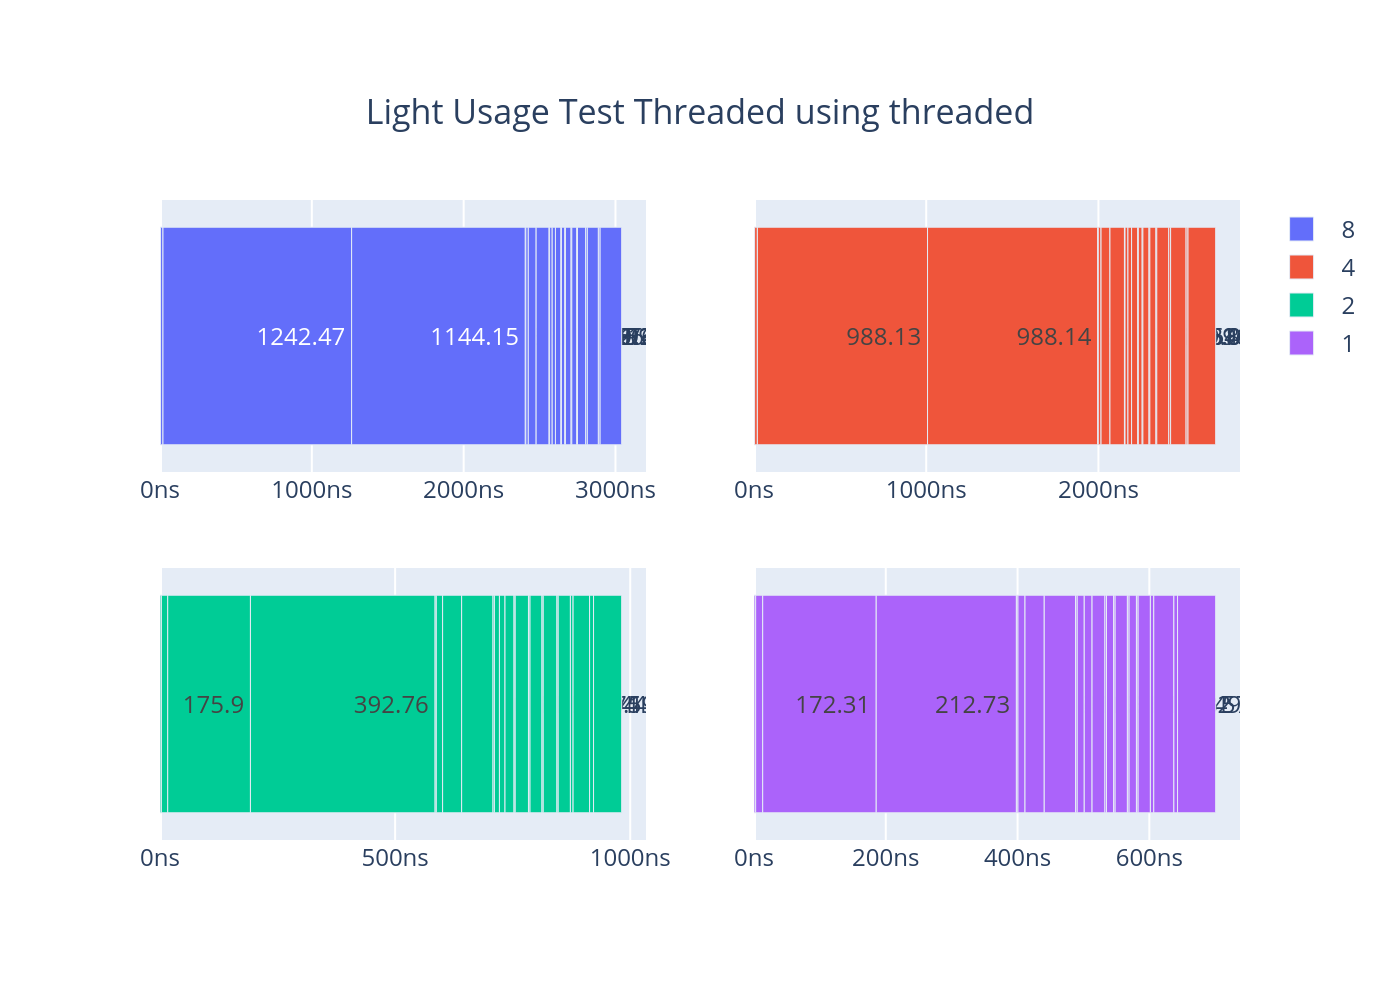 Light Usage Test Threaded using threaded
1242.47 1144.15
988.13 988.14
8
4
2
1
0ns 1000ns 2000ns 3000ns
0ns 1000ns 2000ns
175.9 392.76
172.31 212.73
0ns 500ns 1000ns
0ns 200ns 400ns 600ns